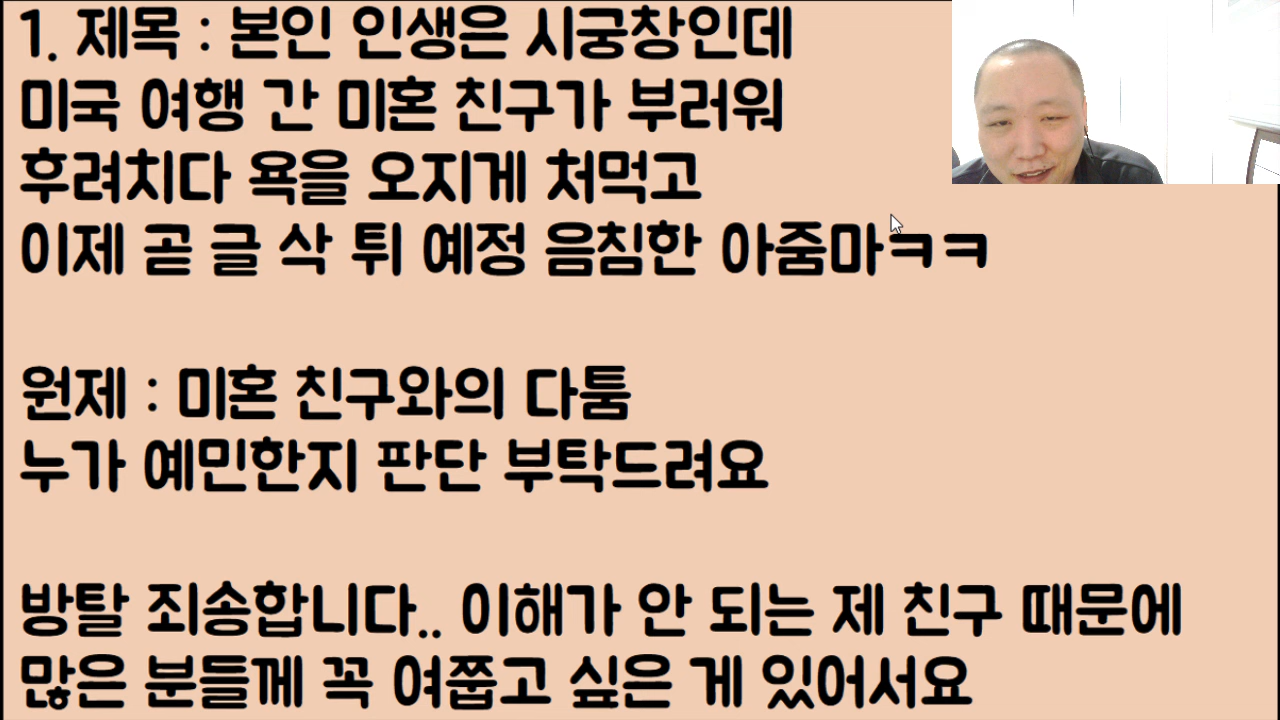 1. 제목 : 본인 인생은 시궁창인데
미국 여행 간 미혼 친구가 부러워
후려치다 욕을 오지게 처먹고
이제 곧 글 삭 튀 예정 음침한 아줌마ㅋㅋ
원제 : 미혼 친구와의 다툼
누가 예민한지 판단 부탁드려요
방탈 죄송합니다.. 이해가 안 되는 제 친구 때문에
많은 분들께 꼭 여쭙고 싶은 게 있어서요